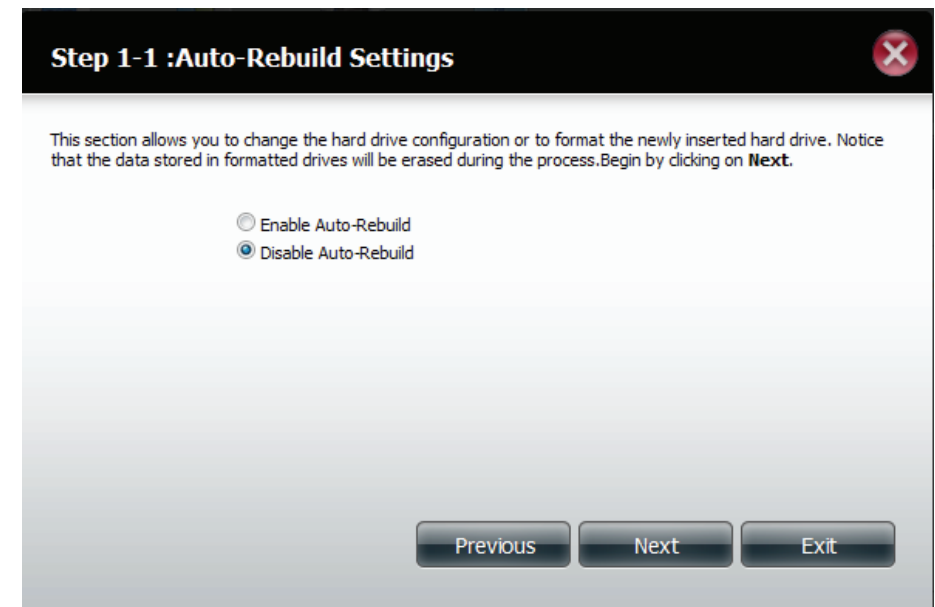 Step 1-1 :Auto-Rebuild Settings
This section allows you to change the hard drive configuration or to format the newly inserted hard drive. Notice
that the data stored in formatted drives will be erased during the process.Begin by clicking on Next.
Enable Auto-Rebuild
Disable Auto-Rebuild
Previous
Next
Exit